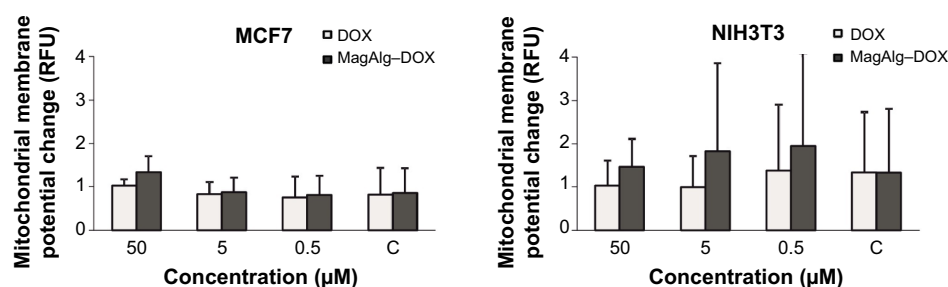 MCF7
DOX
MagAlg–DOX
Mitochondrial membrane
potential change (RFU)
4
3
2
1
0
50 5 0.5 C
Concentration (µM)
NIH3T3
DOX
MagAlg–DOX
Mitochondrial membrane
potential change (RFU)
4
3
2
1
0
50 5 0.5 C
Concentration (µM)